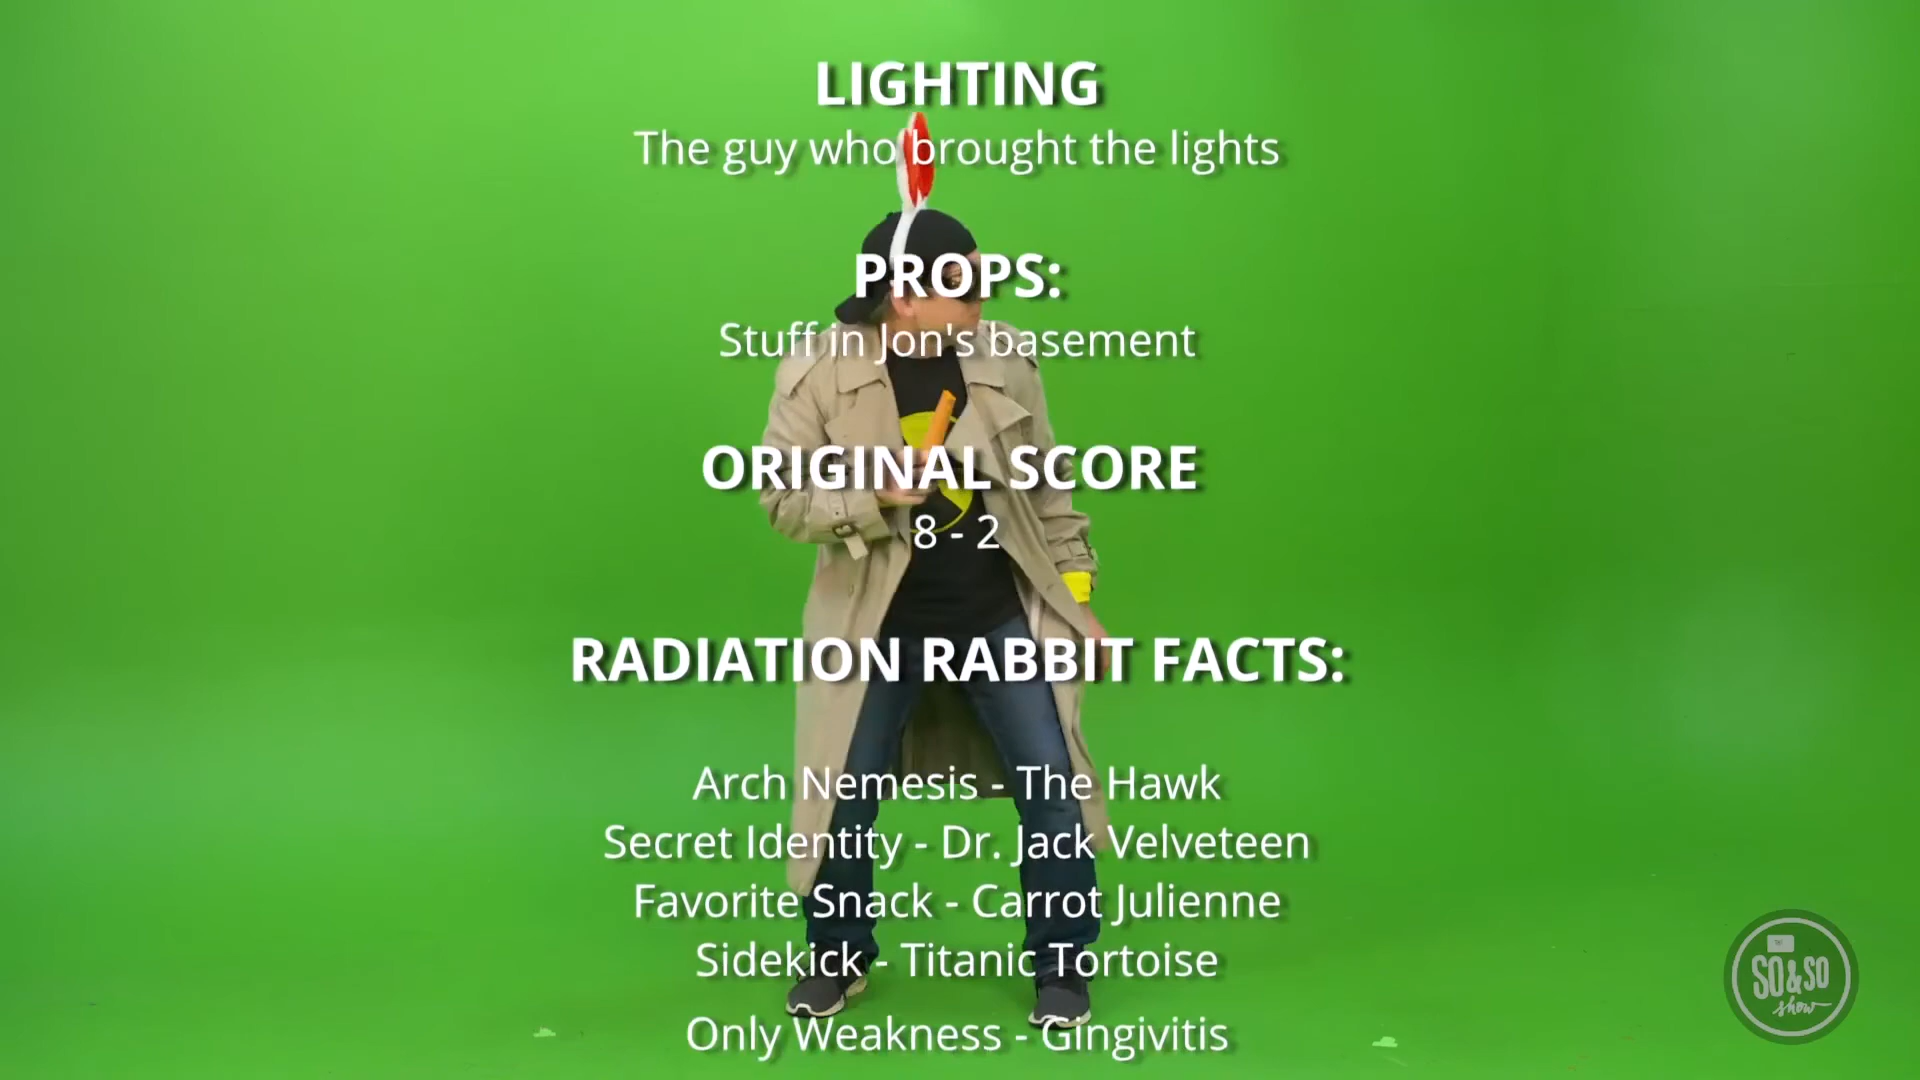 LIGHTING
The guy who brought the lights
PROPS:
Stuff in Jon's basement
ORIGINAL SCORE
8 - 2
RADIATION RABBIT FACTS:
Arch Nemesis - The Hawk
Secret Identity - Dr. Jack Velveteen
Favorite Snack - Carrot Julienne
Sidekick - Titanic Tortoise
Only Weakness - Gingivitis
SO & SO
show